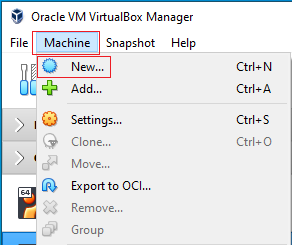 Oracle VM VirtualBox Manager
File Machine Snapshot Help
New... Ctrl+N
Add... Ctrl+A
Settings... Ctrl+S
Clone... Ctrl+O
Move...
Export to OCI...
Remove...
Group
64